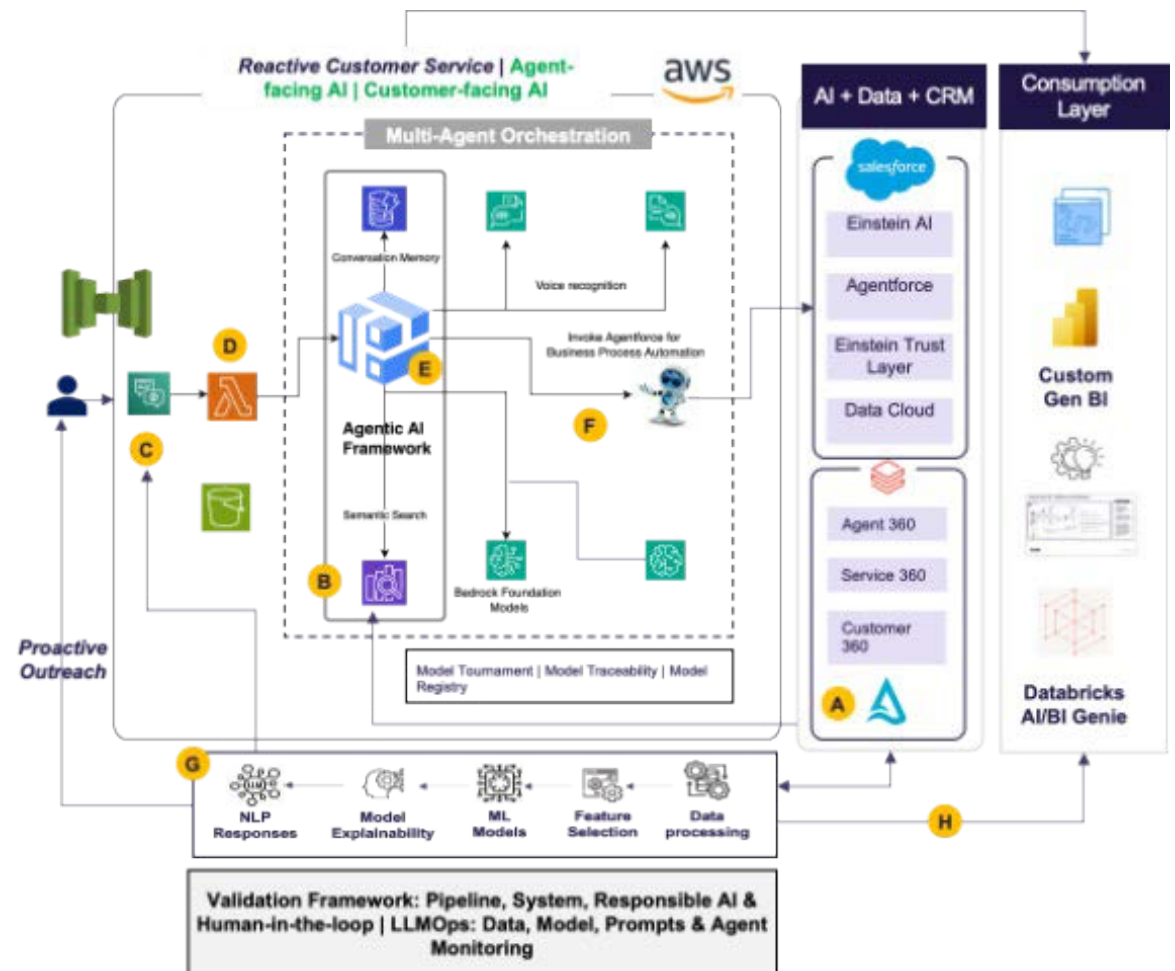 Reactive Customer Service | Agent-
facing AI | Customer-facing AI
aws
Multi-Agent Orchestration
Conversation Memory
Voice recognition
Invoke Agentforce for
Business Process Automation
D
E
F
C
Agentic AI
Framework
Semantic Search
B
Bedrock Foundation
Models
Model Tournament | Model Traceability | Model
Registry
Proactive
Outreach
AI + Data + CRM
salesforce
Einstein AI
Agentforce
Einstein Trust
Layer
Data Cloud
Agent 360
Service 360
Customer
360
A
Consumption
Layer
Custom
Gen BI
Databricks
AI/BI Genie
G
NLP
Responses
Model
Explainability
ML
Models
Feature
Selection
Data
processing
H
Validation Framework: Pipeline, System, Responsible AI &
Human-in-the-loop | LLMOps: Data, Model, Prompts & Agent
Monitoring